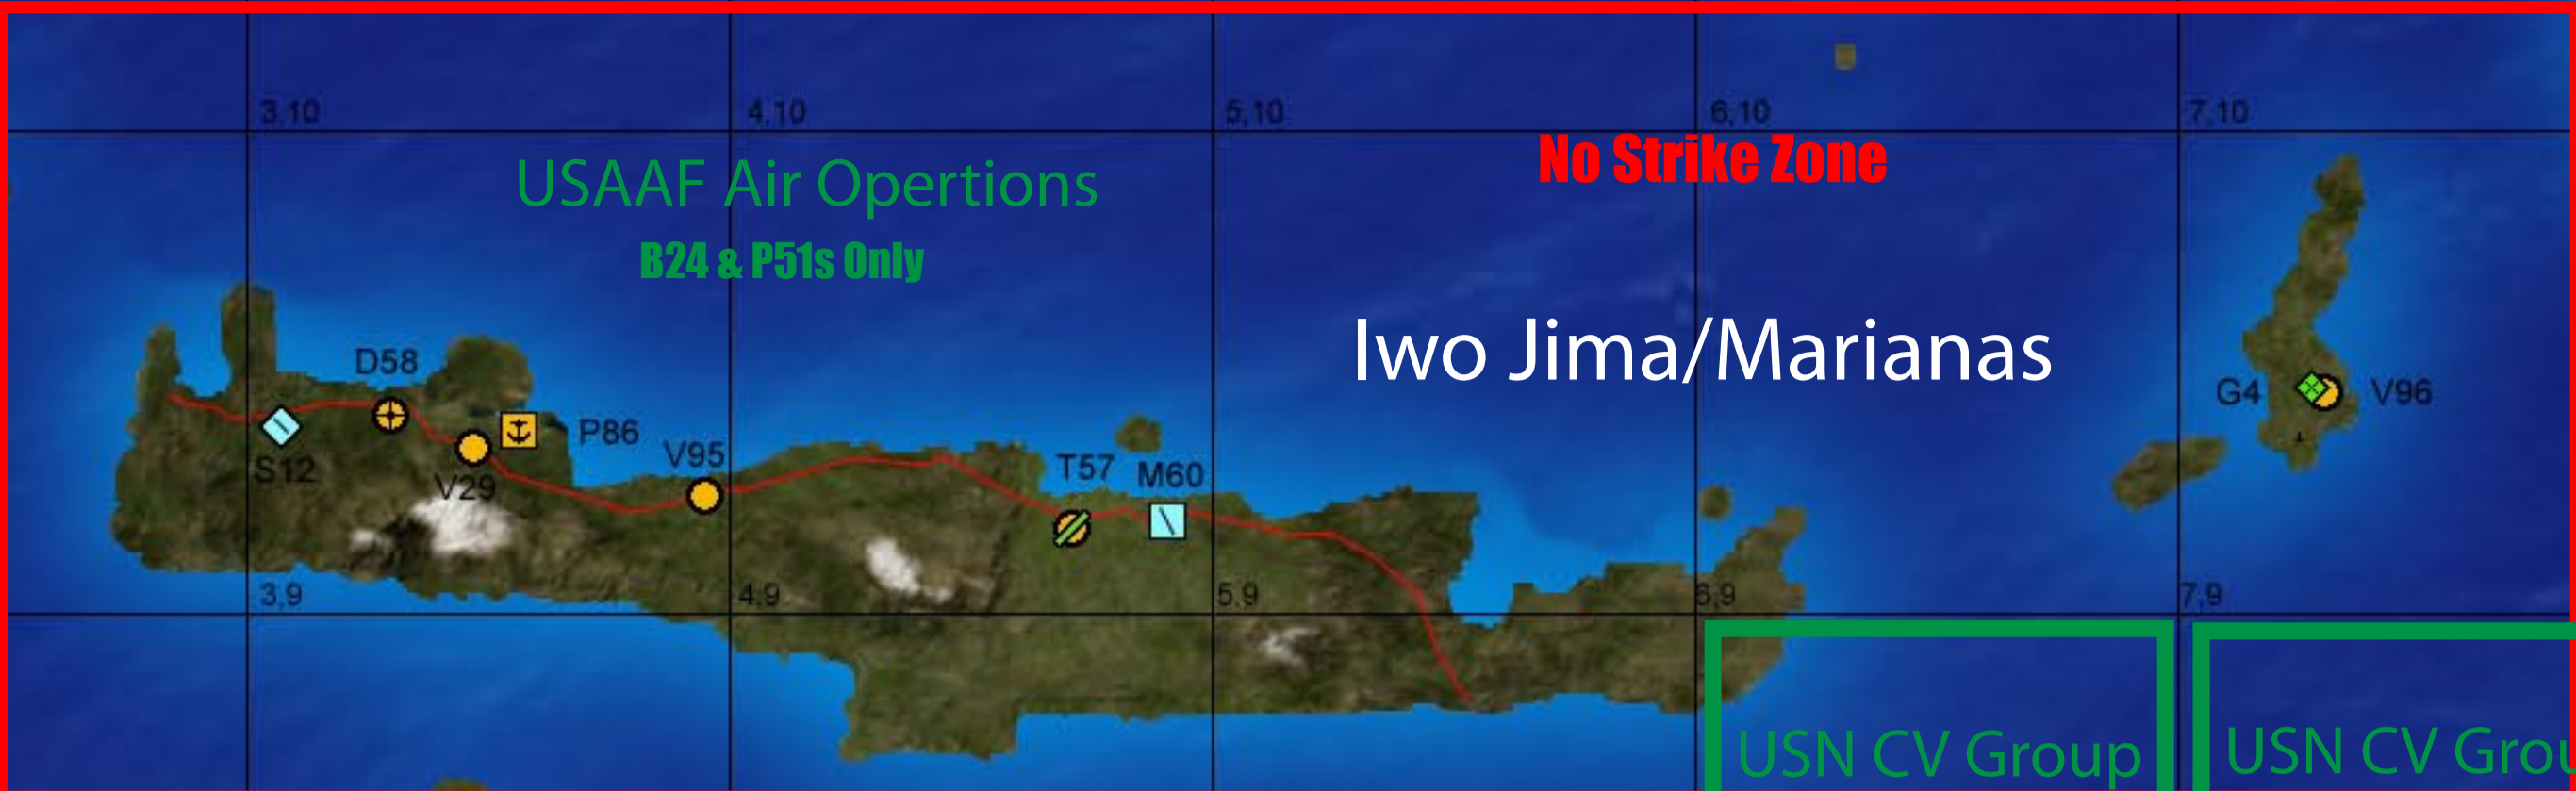 3,10
4,10
5,10
6,10
7,10
No Strike Zone
USAAF Air Opertions
B24 & P51s Only
Iwo Jima/Marianas
D58
G4
V96
P86
V95
S12
V29
T57
M60
3,9
4,9
5,9
6,9
7,9
USN CV Group
USN CV Grou